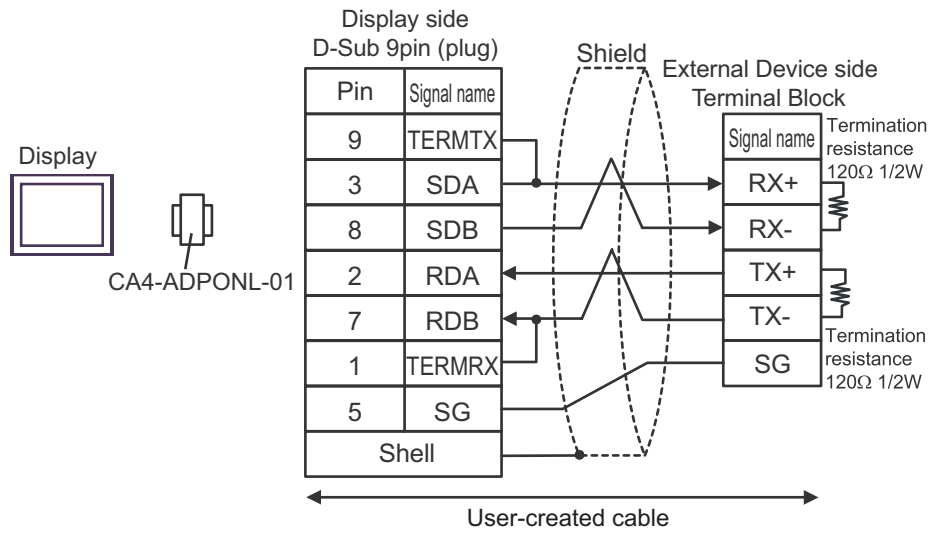 Display side
D-Sub 9pin (plug)
Shield
External Device side
Terminal Block
Pin
Signal name
9
TERMTX
3
SDA
8
SDB
2
RDA
7
RDB
1
TERMRX
5
SG
Shell
Signal name
RX+
RX-
TX+
TX-
SG
Termination
resistance
120Ω 1/2W
Termination
resistance
120Ω 1/2W
Display
CA4-ADPONL-01
User-created cable